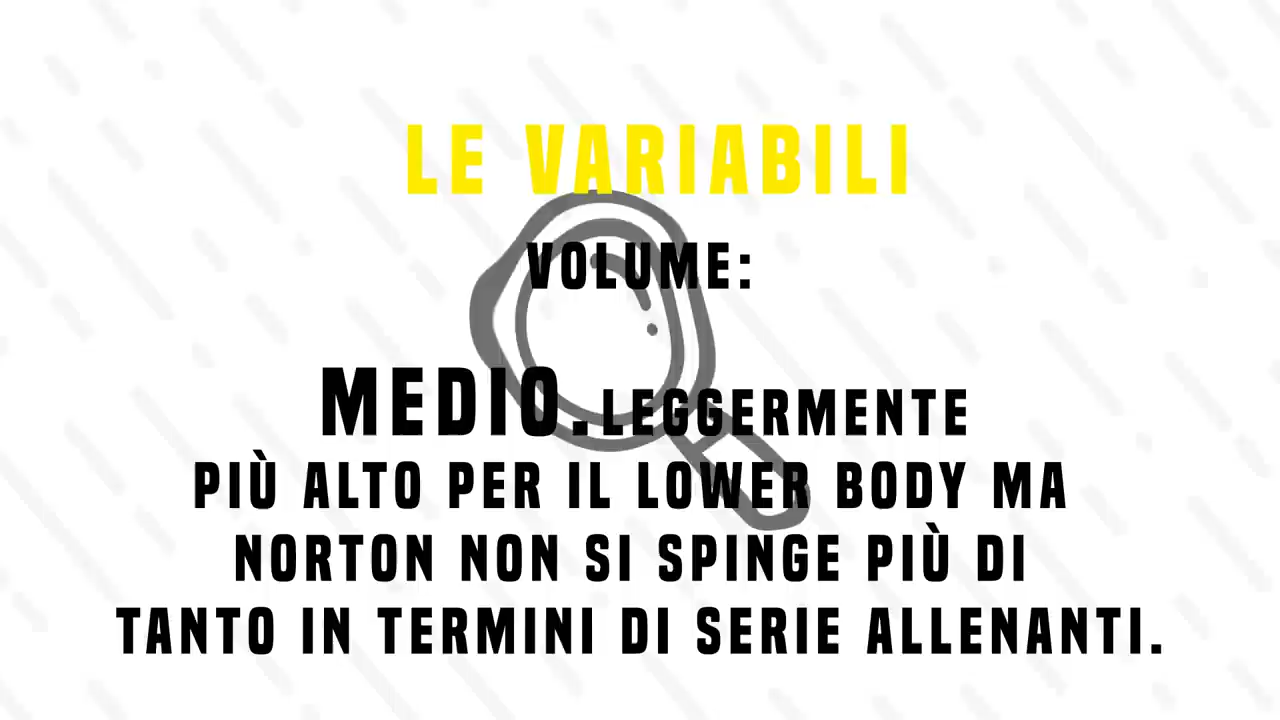 LE VARIABILI
VOLUME:
MEDIO. LEGGERMENTE
PIÙ ALTO PER IL LOWER BODY MA
NORTON NON SI SPINGE PIÙ DI
TANTO IN TERMINI DI SERIE ALLENANTI.